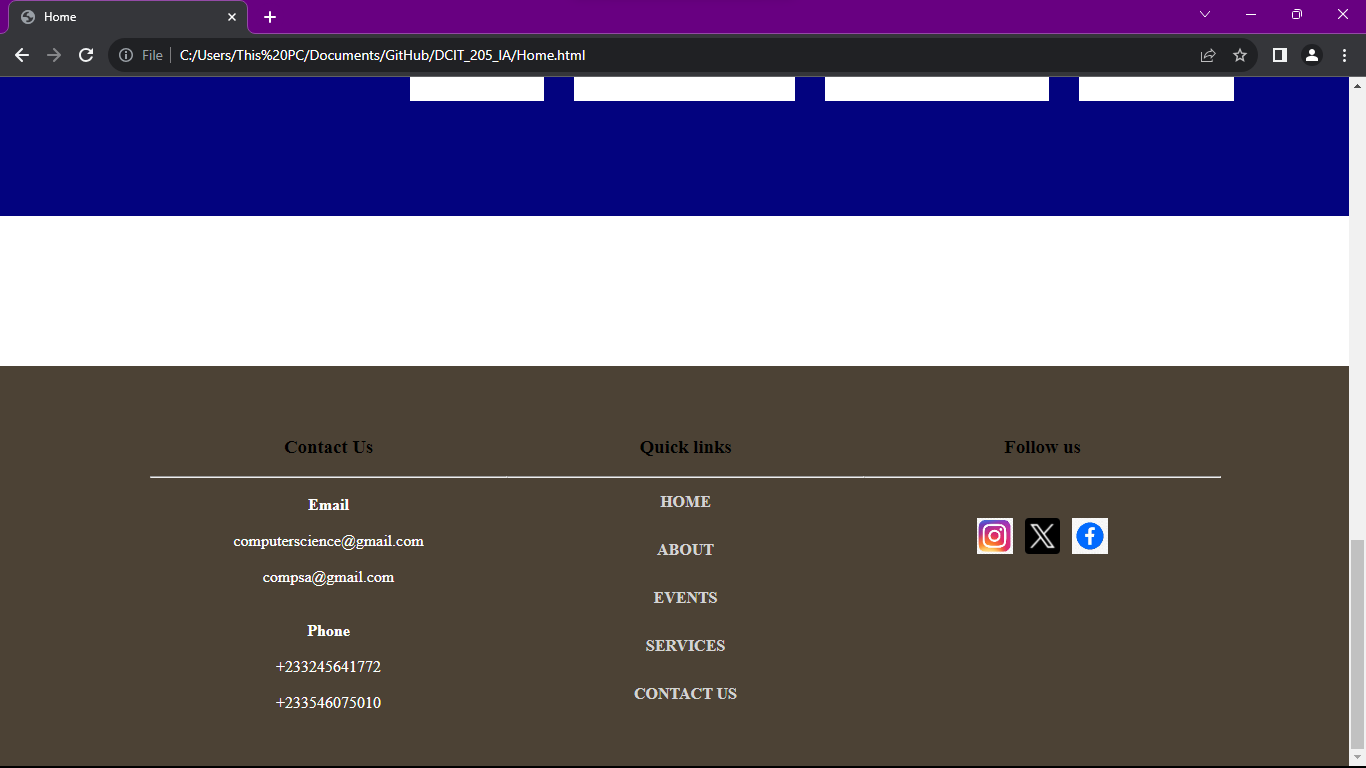 Home
File
C:/Users/This%20PC/Documents/GitHub/DCIT_205_IA/Home.html
Contact Us
Email
computerscience@gmail.com
compsa@gmail.com
Phone
+233245641772
+233546075010
Quick links
HOME
ABOUT
EVENTS
SERVICES
CONTACT US
Follow us